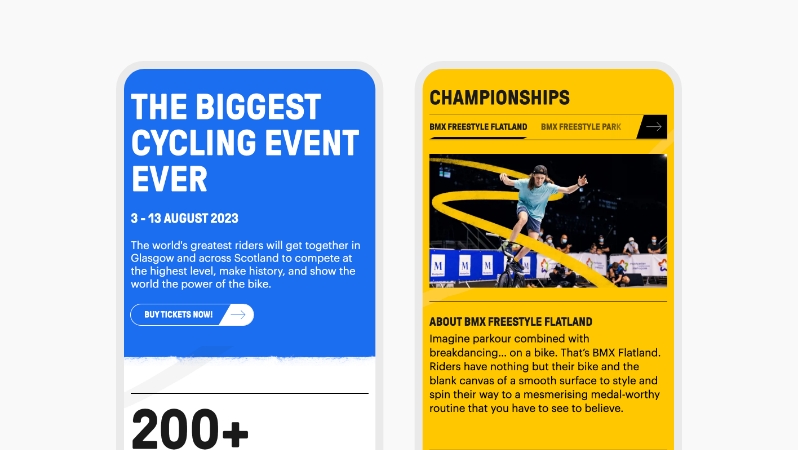 THE BIGGEST
CYCLING EVENT
EVER
3 - 13 AUGUST 2023
The world's greatest riders will get together in
Glasgow and across Scotland to compete at
the highest level, make history, and show the
world the power of the bike.
BUY TICKETS NOW!
200+
CHAMPIONSHIPS
BMX FREESTYLE FLATLAND BMX FREESTYLE PARK
M
M
M
ABOUT BMX FREESTYLE FLATLAND
Imagine parkour combined with
breakdancing... on a bike. That's BMX Flatland.
Riders have nothing but their bike and the
blank canvas of a smooth surface to style and
spin their way to a mesmerising medal-worthy
routine that you have to see to believe.